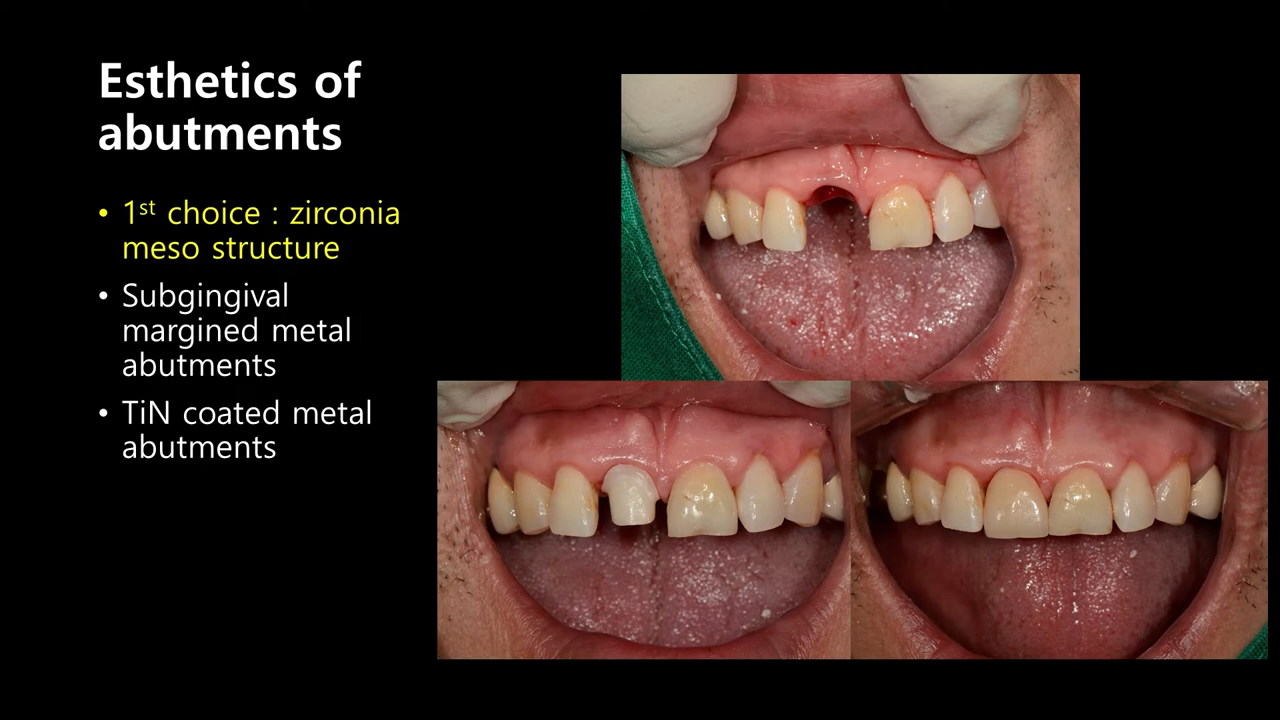 Esthetics of
abutments
• 1st choice : zirconia
meso structure
• Subgingival
margined metal
abutments
• TiN coated metal
abutments